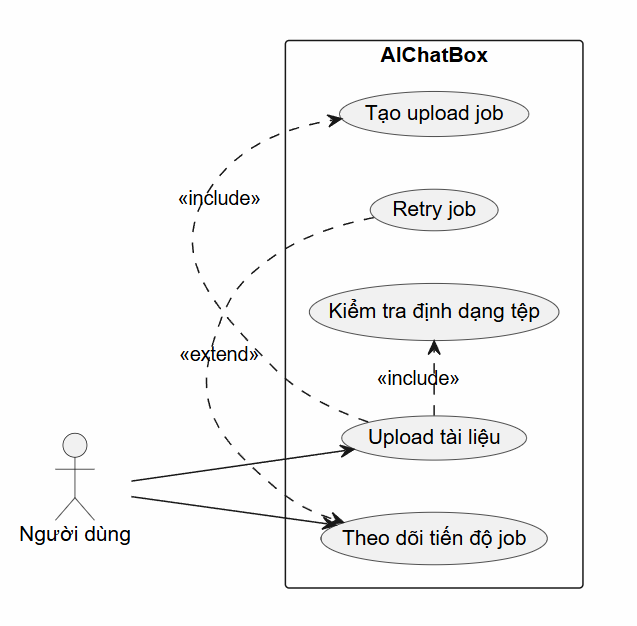 AIChatBox
Tạo upload job
«include»
Retry job
Kiểm tra định dạng tệp
«extend»
«include»
Upload tài liệu
Người dùng
Theo dõi tiến độ job